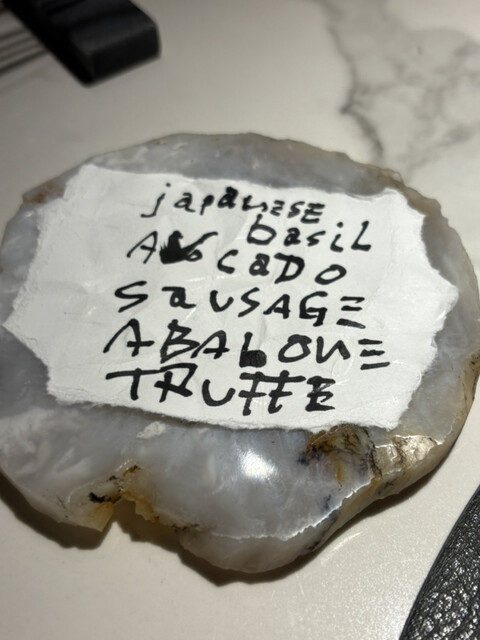 japanese
basil
AVOcaDO
SaUSAGE
ABALONE
TRUFFE